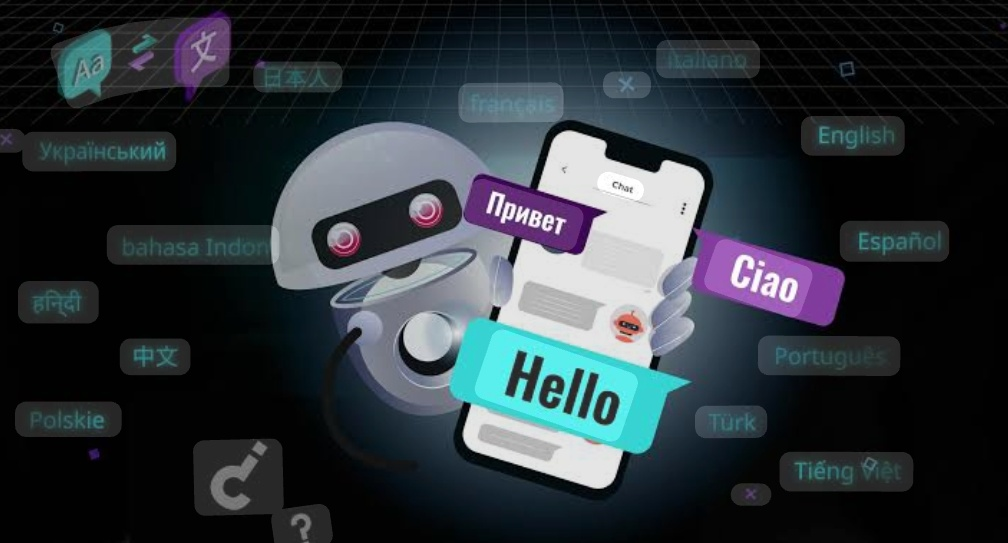 Aa
文
日本人
français
italiano
English
Український
Chat
Привет
bahasa Indon
Español
Ciao
हिन्दी
中文
Hello
Português
Polskie
Türk
Tiếng Việt
?